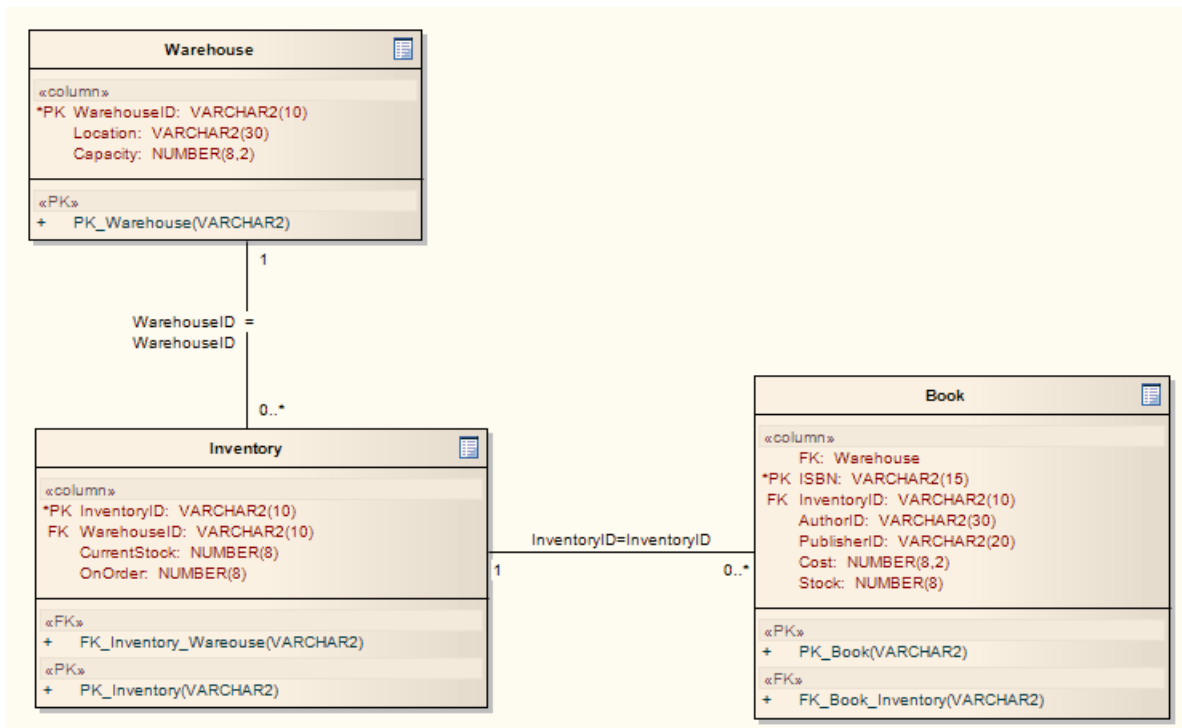 Warehouse
«column»
*PK WarehouseID: VARCHAR2(10)
Location: VARCHAR2(30)
Capacity: NUMBER(8,2)
«PK»
+ PK_Warehouse(VARCHAR2)
1
WarehouseID =
WarehouseID
0..*
Inventory
«column»
*PK InventoryID: VARCHAR2(10)
FK WarehouseID: VARCHAR2(10)
CurrentStock: NUMBER(8)
OnOrder: NUMBER(8)
«FK»
+ FK_Inventory_Wareouse(VARCHAR2)
«PK»
+ PK_Inventory(VARCHAR2)
InventoryID=InventoryID
1
0..*
Book
«column»
FK: Warehouse
*PK ISBN: VARCHAR2(15)
FK InventoryID: VARCHAR2(10)
AuthorID: VARCHAR2(30)
PublisherID: VARCHAR2(20)
Cost: NUMBER(8,2)
Stock: NUMBER(8)
«PK»
+ PK_Book(VARCHAR2)
«FK»
+ FK_Book_Inventory(VARCHAR2)